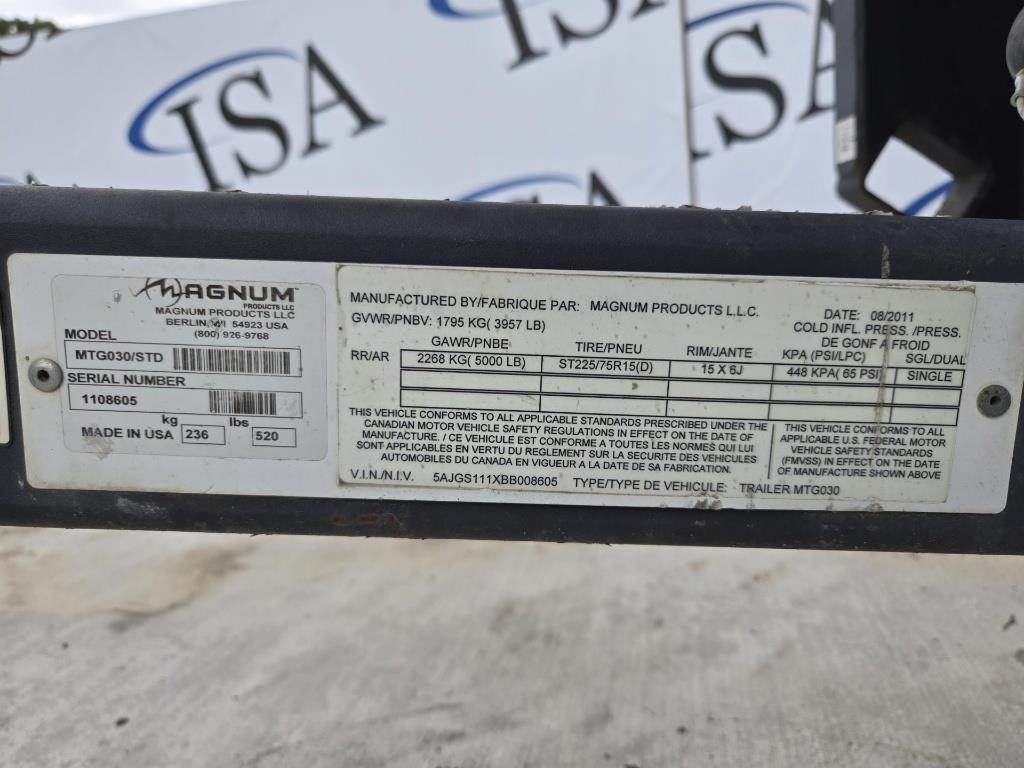 ISA
ISA
ISA
MAGNUM™
PRODUCTS LLC
MAGNUM PRODUCTS LLC
BERLIN, WI 54923 USA
(800) 926-9768
MODEL
MTG030/STD
SERIAL NUMBER
1108605
kg lbs
MADE IN USA 236 520
MANUFACTURED BY/FABRIQUE PAR: MAGNUM PRODUCTS L.L.C.
DATE: 08/2011
GVWR/PNBV: 1795 KG( 3957 LB)
COLD INFL. PRESS. /PRESS.
DE GONF A FROID
GAWR/PNBE TIRE/PNEU RIM/JANTE KPA (PSI/LPC) SGL/DUAL
RR/AR 2268 KG( 5000 LB) ST225/75R15(D) 15 X 6J 448 KPA( 65 PSI) SINGLE
THIS VEHICLE CONFORMS TO ALL APPLICABLE STANDARDS PRESCRIBED UNDER THE
CANADIAN MOTOR VEHICLE SAFETY REGULATIONS IN EFFECT ON THE DATE OF
MANUFACTURE. / CE VEHICULE EST CONFORME A TOUTES LES NORMES QUI LUI
SONT APPLICABLES EN VERTU DU REGLEMENT SUR LA SECURITE DES VEHICULES
AUTOMOBILES DU CANADA EN VIGUEUR A LA DATE DE SA FABRICATION.
THIS VEHICLE CONFORMS TO ALL
APPLICABLE U.S. FEDERAL MOTOR
VEHICLE SAFETY STANDARDS
(FMVSS) IN EFFECT ON THE DATE
OF MANUFACTURE SHOWN ABOVE
V.I.N./N.I.V. 5AJGS111XBB008605 TYPE/TYPE DE VEHICULE: TRAILER MTG030